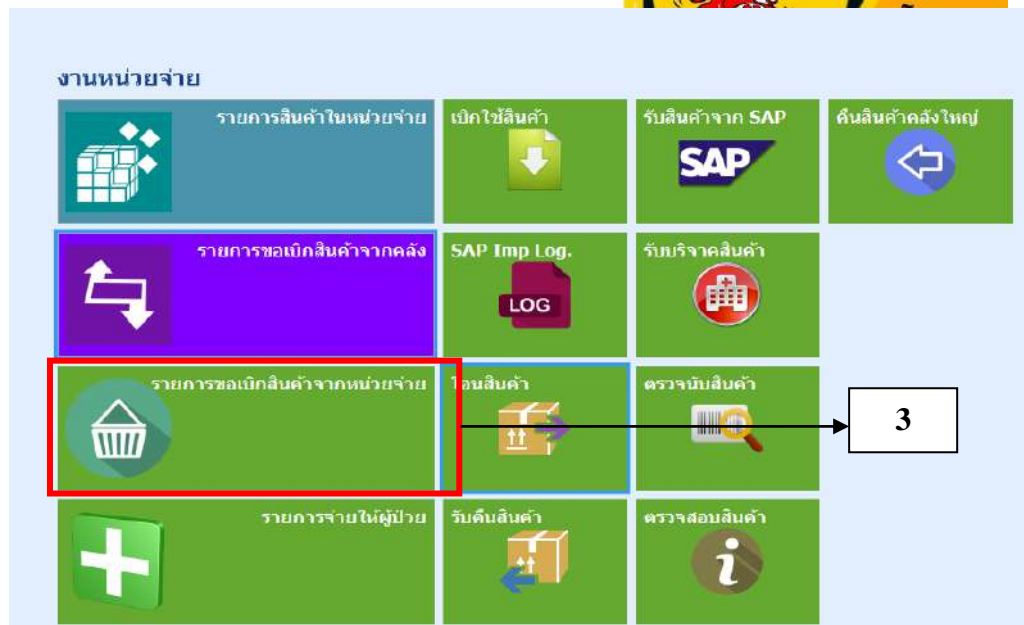 งานหน่วยจ่าย
รายการสินค้าในหน่วยจ่าย
เบิกใช้สินค้า
รับสินค้าจาก SAP
SAP
คืนสินค้าคลังใหญ่
รายการขอเบิกสินค้าจากคลัง
SAP Imp Log.
LOG
รับบริจาคสินค้า
รายการขอเบิกสินค้าจากหน่วยจ่าย
โอนสินค้า
ตรวจนับสินค้า
3
รายการจ่ายให้ผู้ป่วย
รับคืนสินค้า
ตรวจสอบสินค้า
i